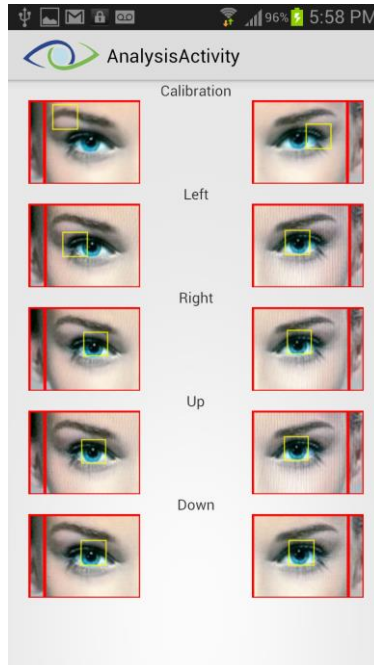 96% 5:58 PM
AnalysisActivity
Calibration
Left
Right
Up
Down